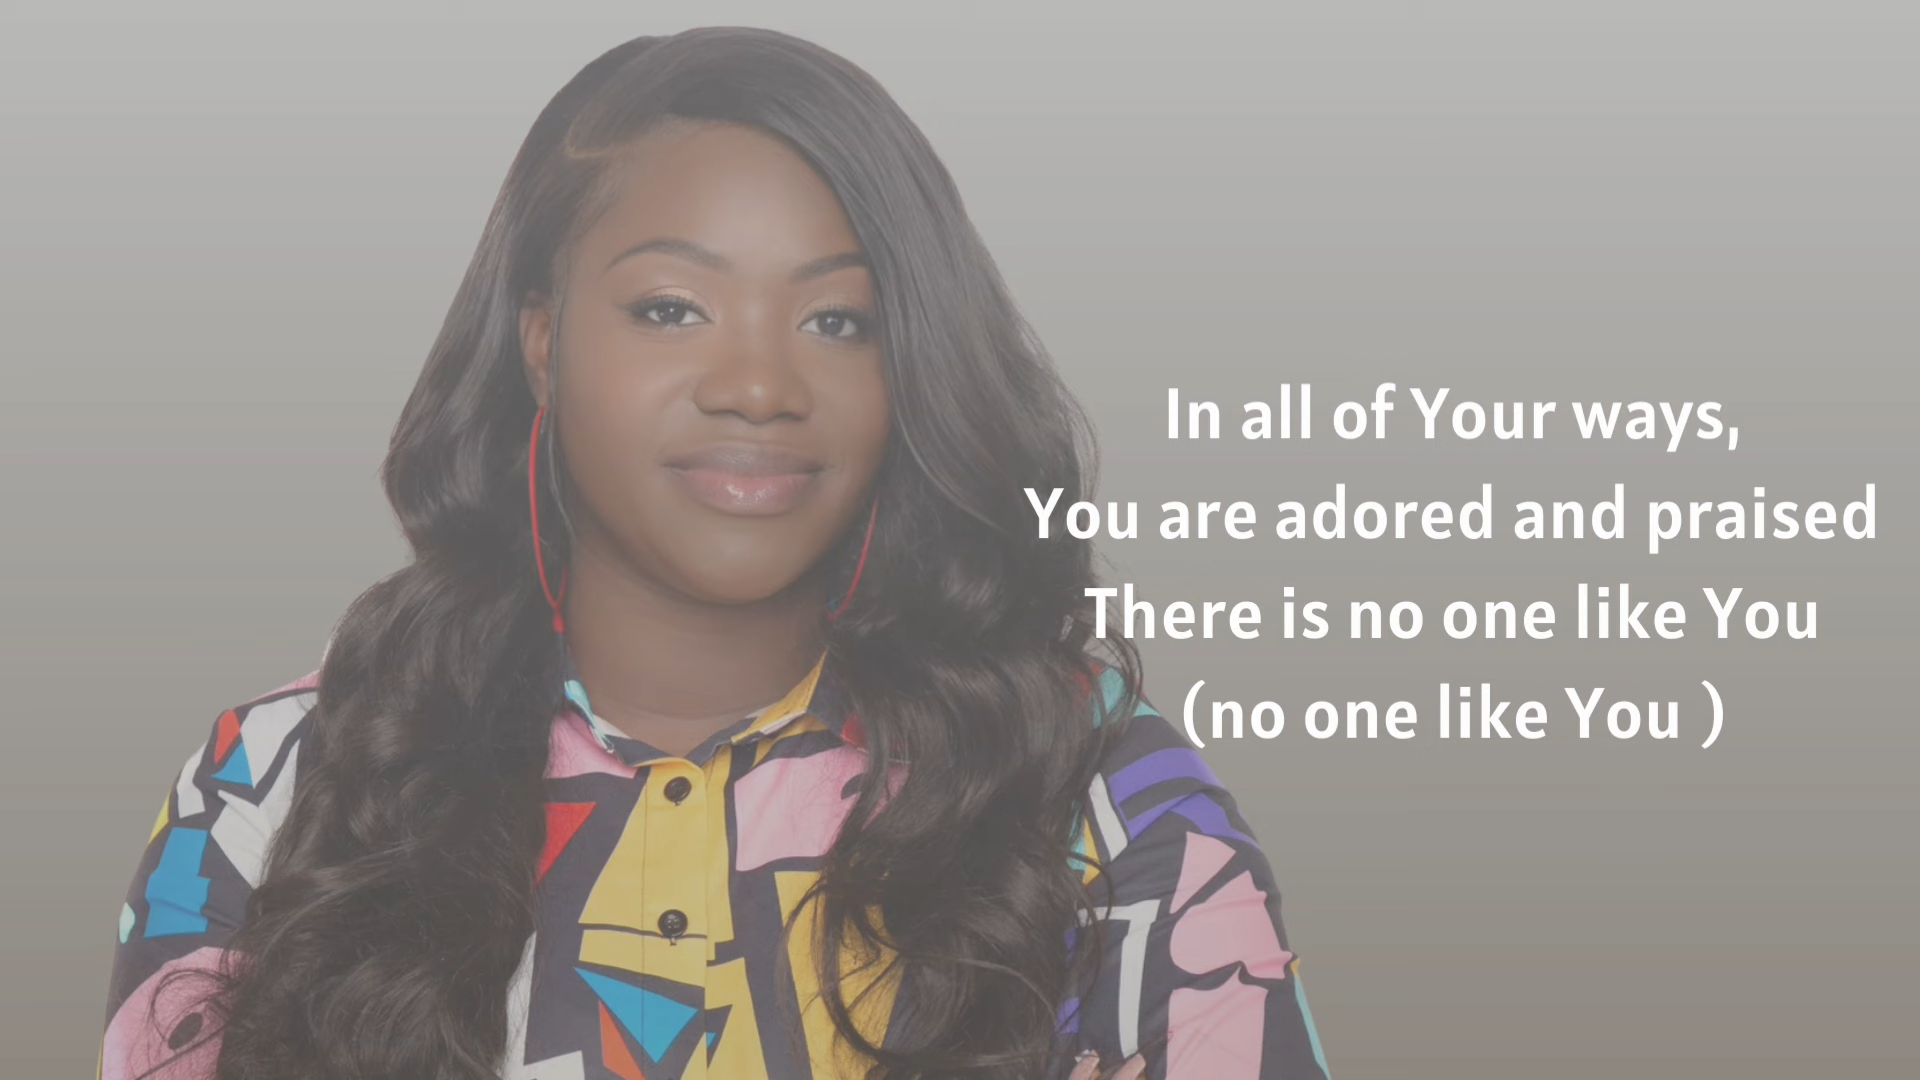 In all of Your ways,
You are adored and praised
There is no one like You
(no one like You )